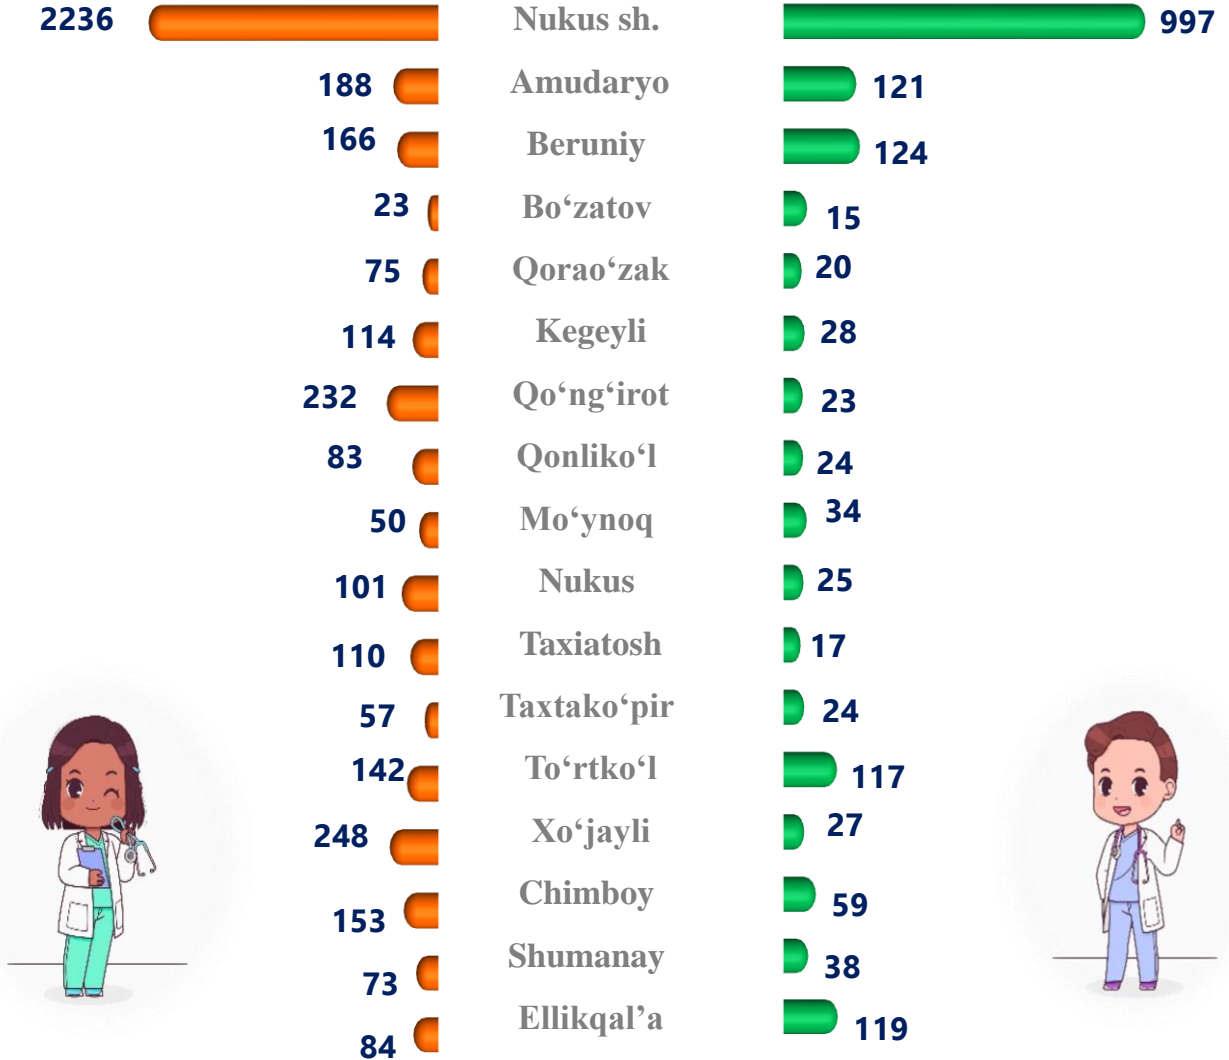 2236 Nukus sh. 997
188 Amudaryo 121
166 Beruniy 124
23 Bo‘zatov 15
75 Qorao‘zak 20
114 Kegeyli 28
232 Qo‘ng‘irot 23
83 Qonliko‘l 24
50 Mo‘ynoq 34
101 Nukus 25
110 Taxiatosh 17
57 Taxtako‘pir 24
142 To‘rtko‘l 117
248 Xo‘jayli 27
153 Chimboy 59
73 Shumanay 38
84 Ellikqal’a 119